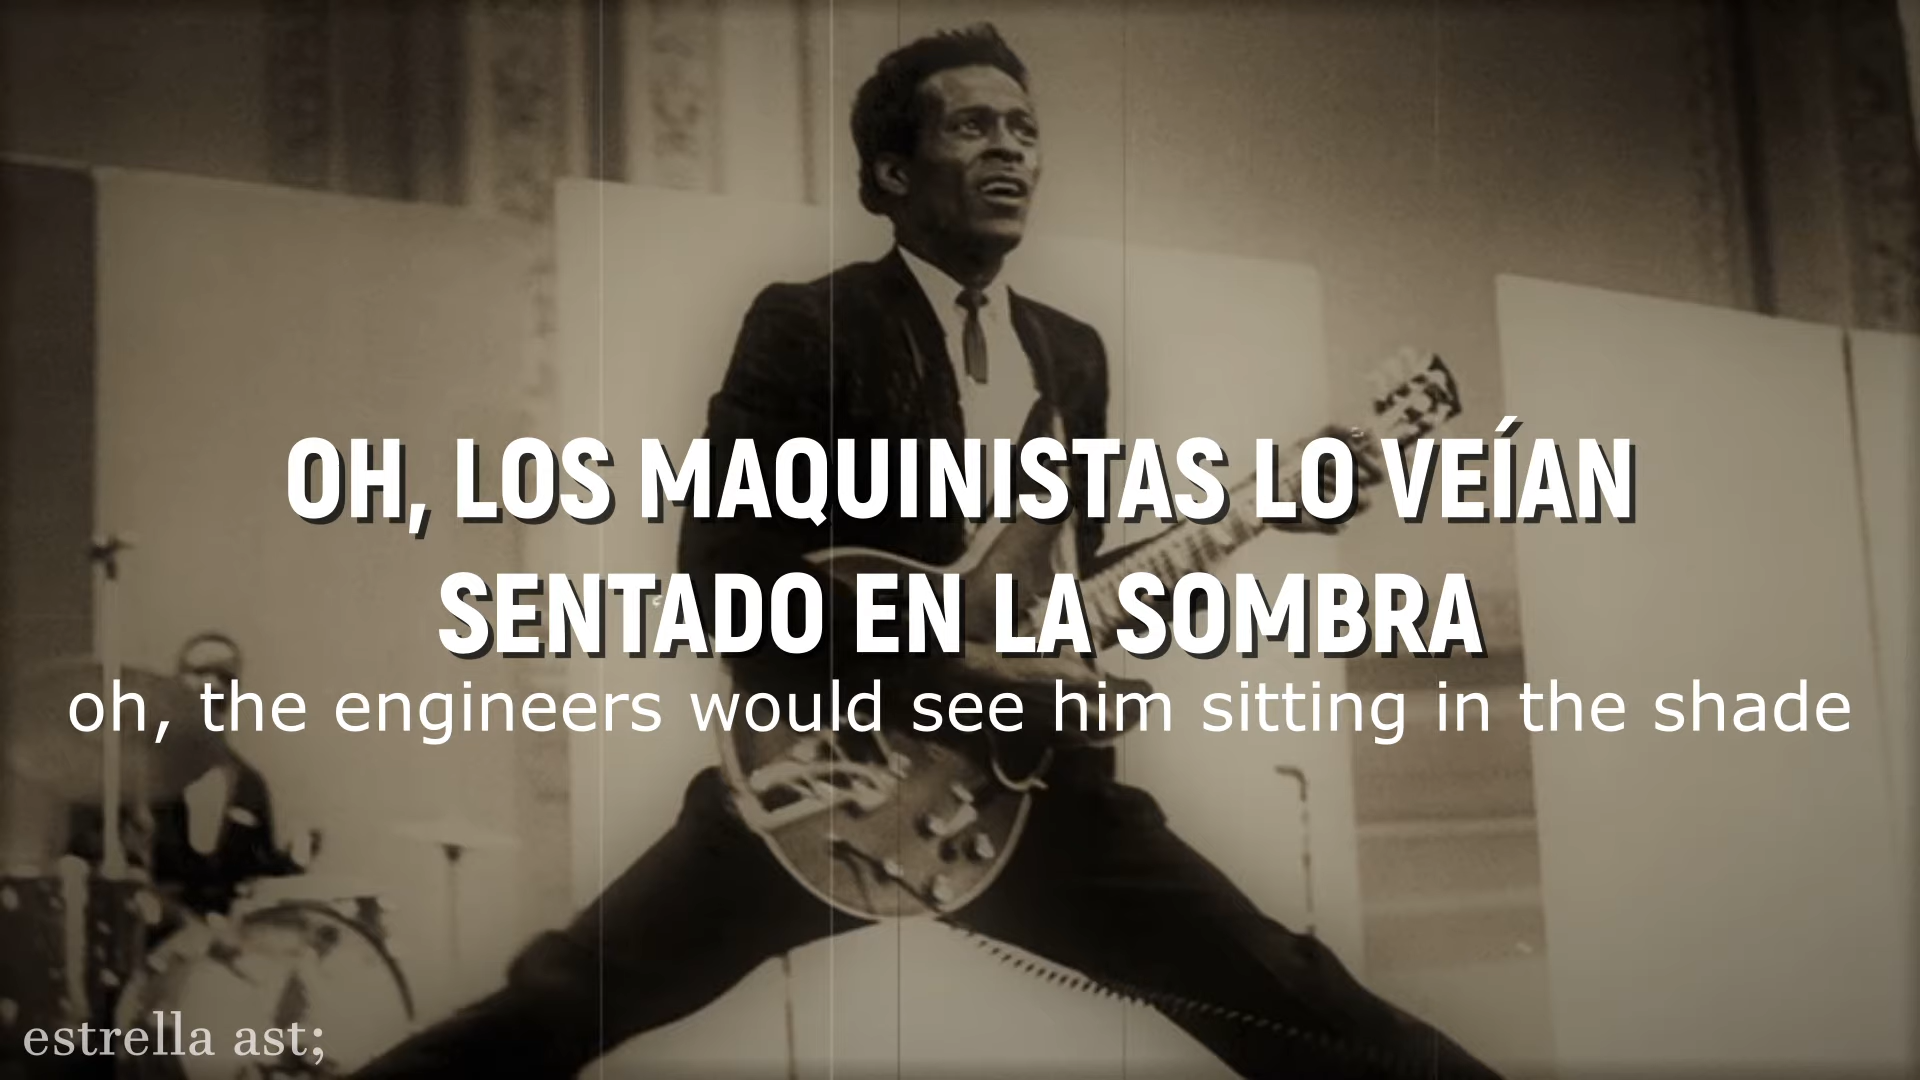 OH, LOS MAQUINISTAS LO VEÍAN
SENTADO EN LA SOMBRA
oh, the engineers would see him sitting in the shade
estrella ast;